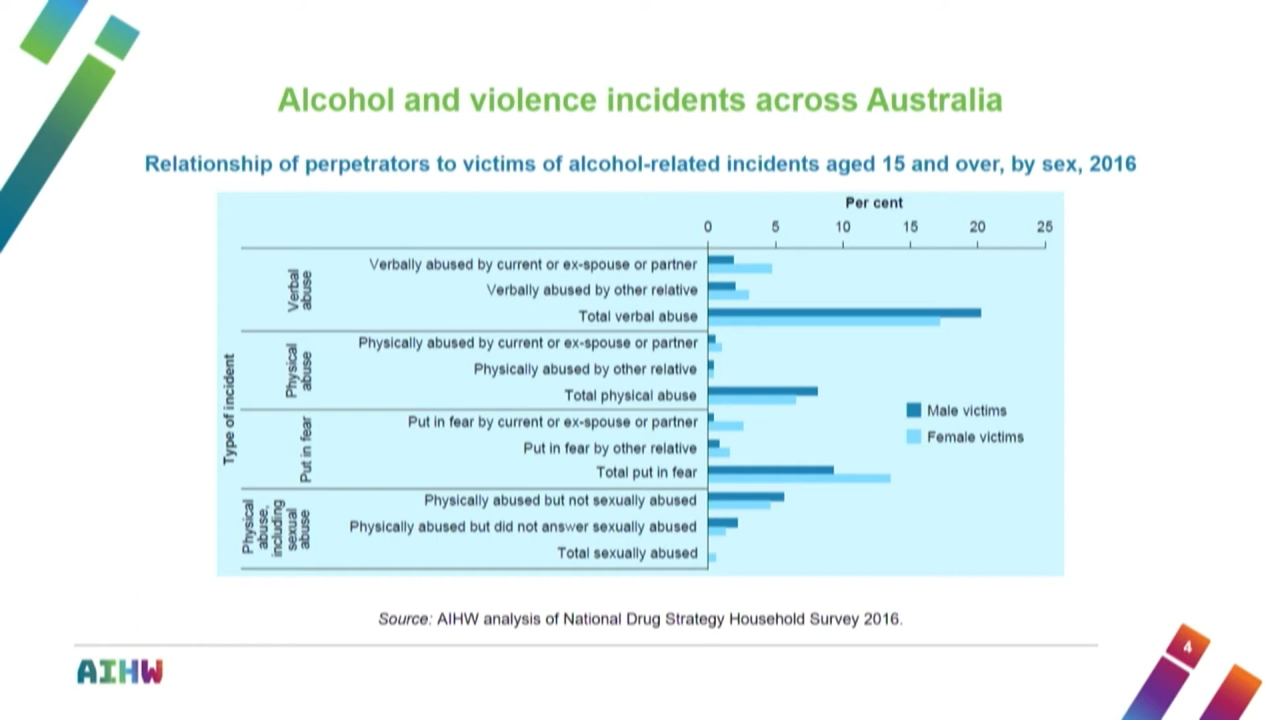 Alcohol and violence incidents across Australia
Relationship of perpetrators to victims of alcohol-related incidents aged 15 and over, by sex, 2016
Per cent
0 5 10 15 20 25
Type of incident
Verbal
abuse
Verbally abused by current or ex-spouse or partner
Verbally abused by other relative
Total verbal abuse
Physical
abuse
Physically abused by current or ex-spouse or partner
Physically abused by other relative
Total physical abuse
Put in fear
Put in fear by current or ex-spouse or partner
Put in fear by other relative
Total put in fear
Physical
abuse,
including
sexual
abuse
Physically abused but not sexually abused
Physically abused but did not answer sexually abused
Total sexually abused
Male victims
Female victims
Source: AIHW analysis of National Drug Strategy Household Survey 2016.
AIHW
4